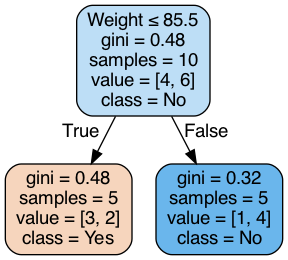 Weight ≤ 85.5
gini = 0.48
samples = 10
value = [4, 6]
class = No
True
False
gini = 0.48
samples = 5
value = [3, 2]
class = Yes
gini = 0.32
samples = 5
value = [1, 4]
class = No